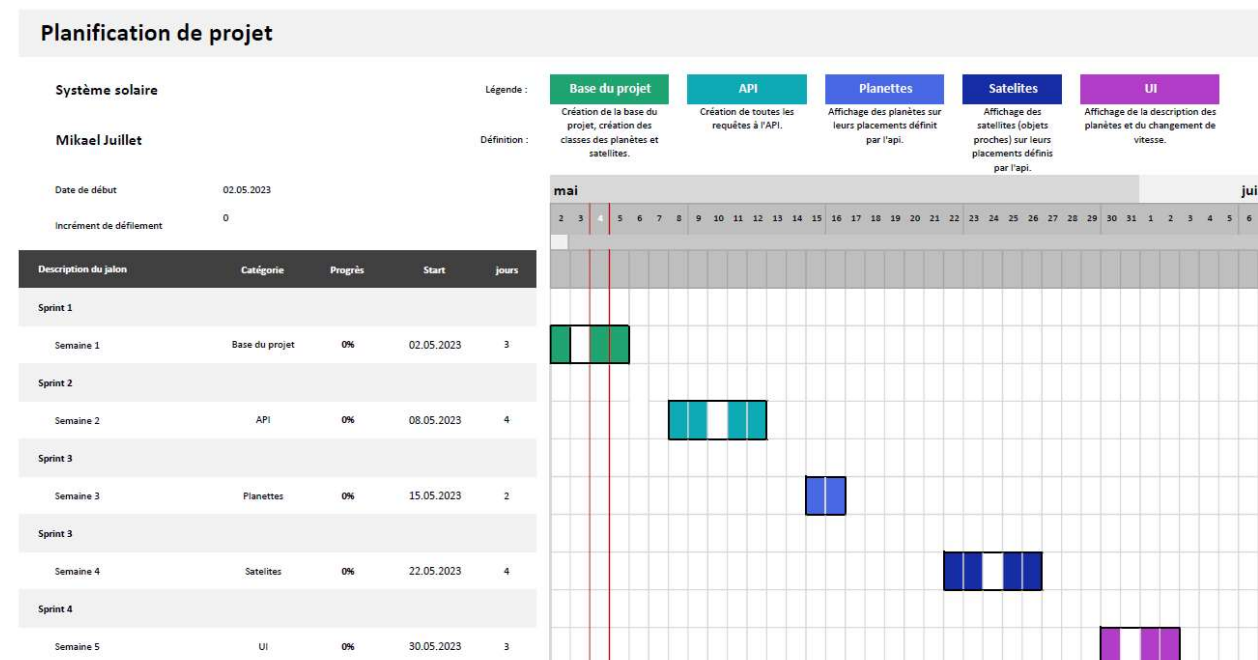 Planification de projet
Système solaire
Légende :
Base du projet API Planettes Satelites UI
Mikael Juillet
Définition :
Création de la base du
projet, création des
classes des planètes et
satellites.
Création de toutes les
requêtes à l'API.
Affichage des planètes sur
leurs placements définit
par l'api.
Affichage des
satellites (objets
proches) sur leurs
placements définis
par l'api.
Affichage de la description des
planètes et du changement de
vitesse.
Date de début 02.05.2023
Incrément de défilement 0
mai jui
2 3 4 5 6 7 8 9 10 11 12 13 14 15 16 17 18 19 20 21 22 23 24 25 26 27 28 29 30 31 1 2 3 4 5 6
Description du jalon Catégorie Progrès Start jours
Sprint 1
Semaine 1 Base du projet 0% 02.05.2023 3
Sprint 2
Semaine 2 API 0% 08.05.2023 4
Sprint 3
Semaine 3 Planettes 0% 15.05.2023 2
Sprint 3
Semaine 4 Satelites 0% 22.05.2023 4
Sprint 4
Semaine 5 UI 0% 30.05.2023 3